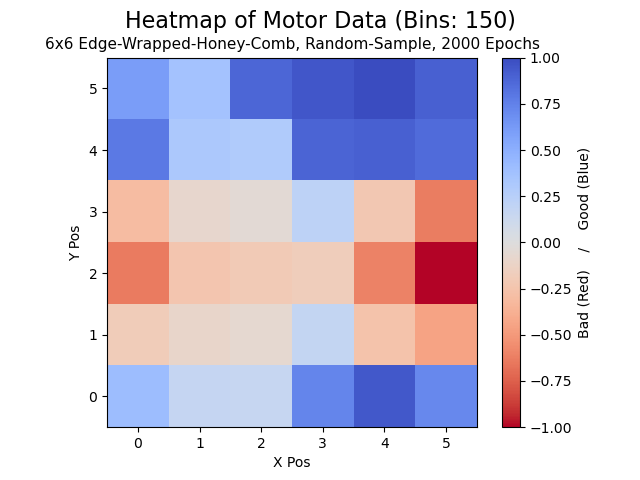 Heatmap of Motor Data (Bins: 150)
6x6 Edge-Wrapped-Honey-Comb, Random-Sample, 2000 Epochs
5
4
3
2
1
0
Y Pos
0 1 2 3 4 5
X Pos
1.00
0.75
0.50
0.25
0.00
−0.25
−0.50
−0.75
−1.00
Bad (Red) / Good (Blue)